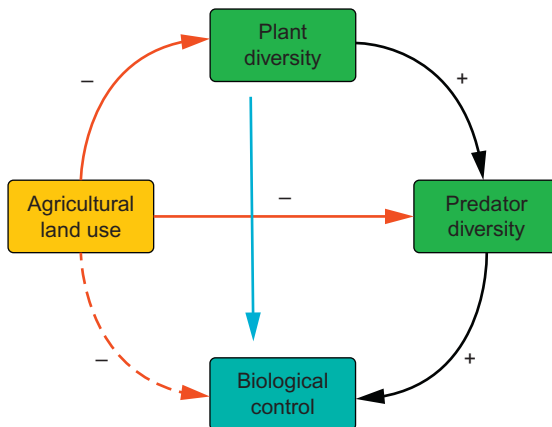 Plant
diversity
–
+
Agricultural
land use
–
Predator
diversity
–
+
Biological
control